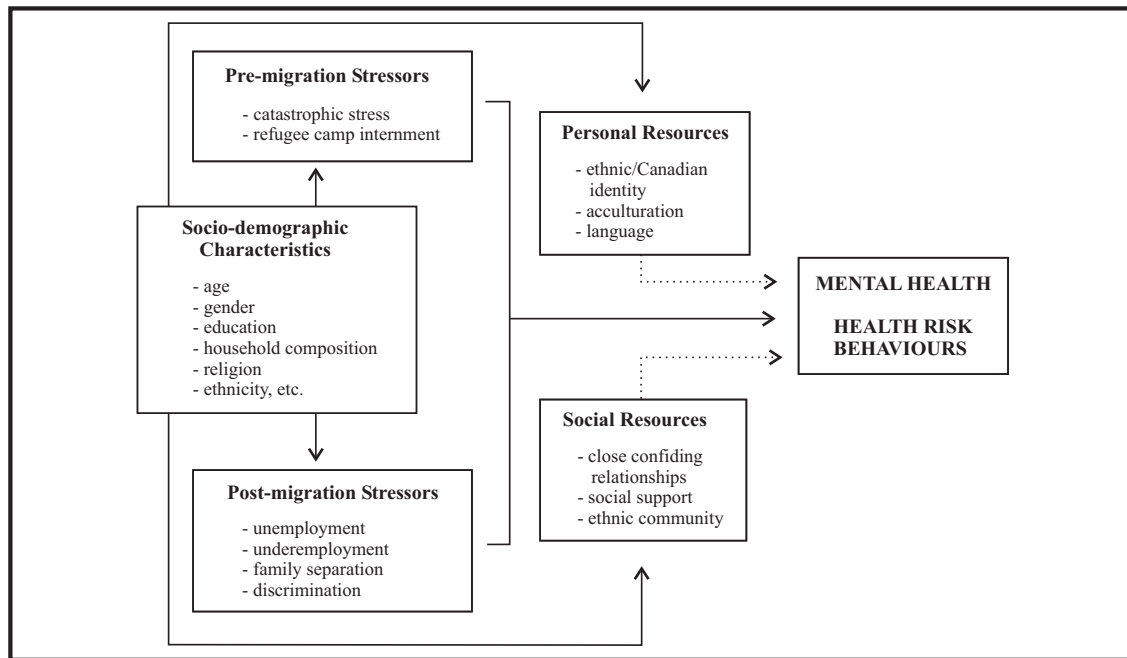 Pre-migration Stressors
- catastrophic stress
- refugee camp internment
Personal Resources
- ethnic/Canadian
identity
- acculturation
- language
Socio-demographic
Characteristics
- age
- gender
- education
- household composition
- religion
- ethnicity, etc.
MENTAL HEALTH
HEALTH RISK
BEHAVIOURS
Social Resources
- close confiding
relationships
- social support
- ethnic community
Post-migration Stressors
- unemployment
- underemployment
- family separation
- discrimination